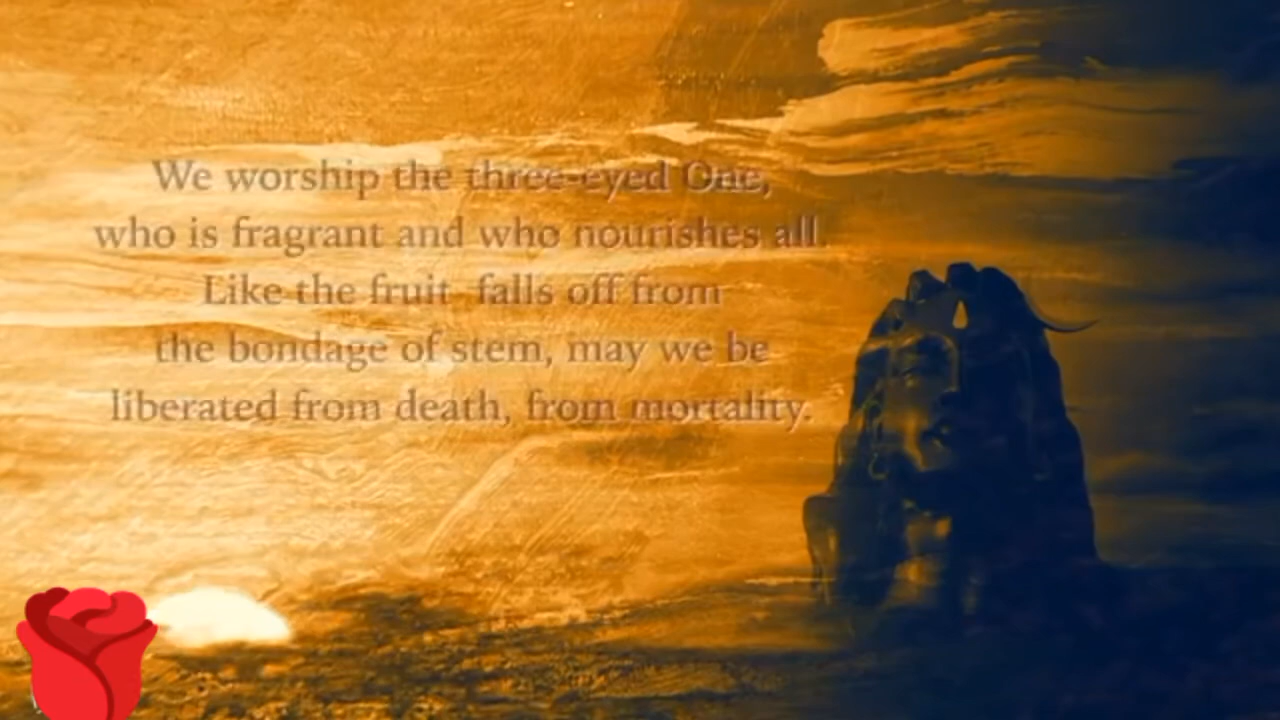 We worship the three-eyed One,
who is fragrant and who nourishes all.
Like the fruit falls off from
the bondage of stem, may we be
liberated from death, from mortality.